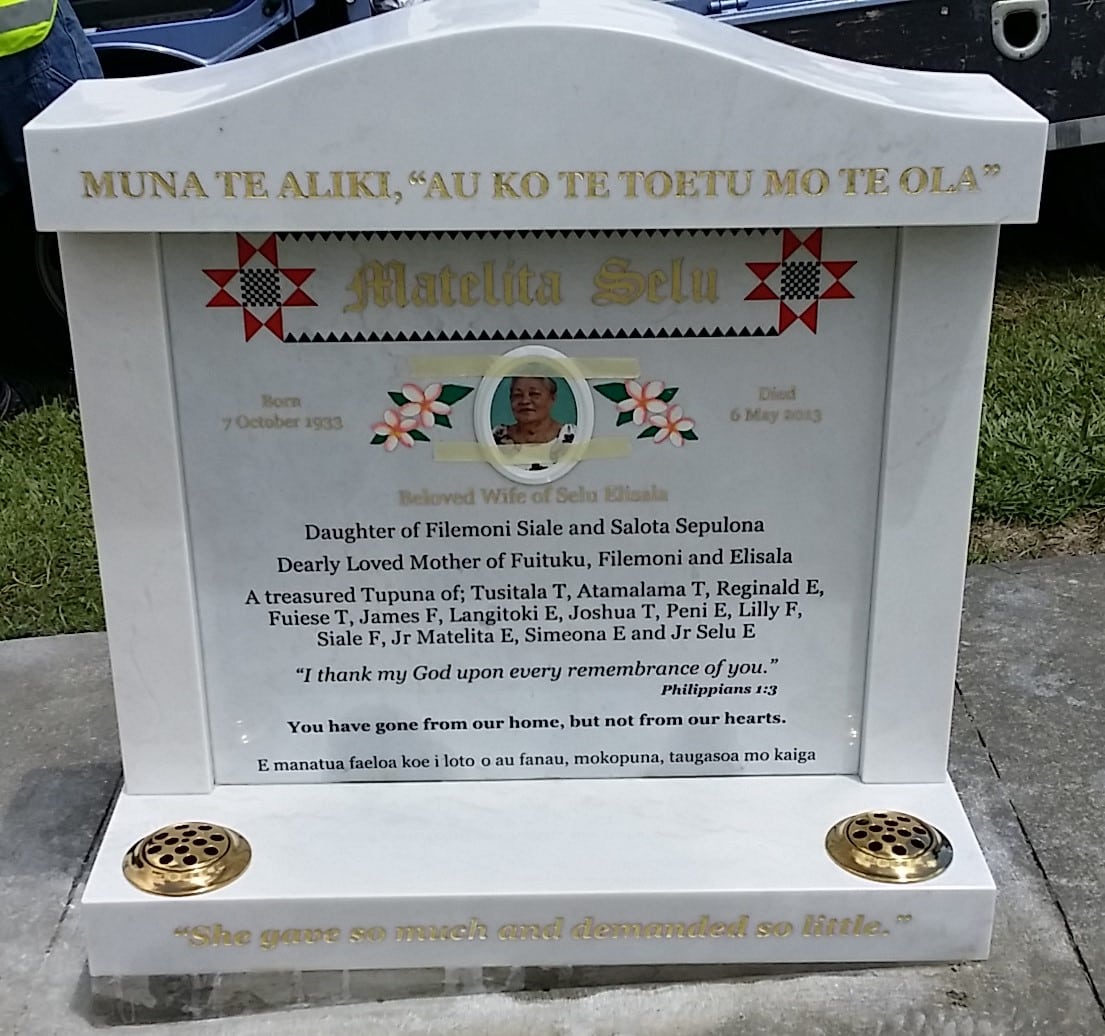 MUNA TE ALIKI, “AU KO TE TOETU MO TE OLA”
Matelita Selu
Born
7 October 1933
Died
6 May 2013
Beloved Wife of Selu Elisala
Daughter of Filemoni Siale and Salota Sepulona
Dearly Loved Mother of Fuituku, Filemoni and Elisala
A treasured Tupuna of; Tusitala T, Atamalama T, Reginald E,
Fuiese T, James F, Langitoki E, Joshua T, Peni E, Lilly F,
Siale F, Jr Matelita E, Simeona E and Jr Selu E
“I thank my God upon every remembrance of you.”
Philippians 1:3
You have gone from our home, but not from our hearts.
E manatua faeloa koe i loto o au fanau, mokopuna, taugasoa mo kaiga
“She gave so much and demanded so little.”